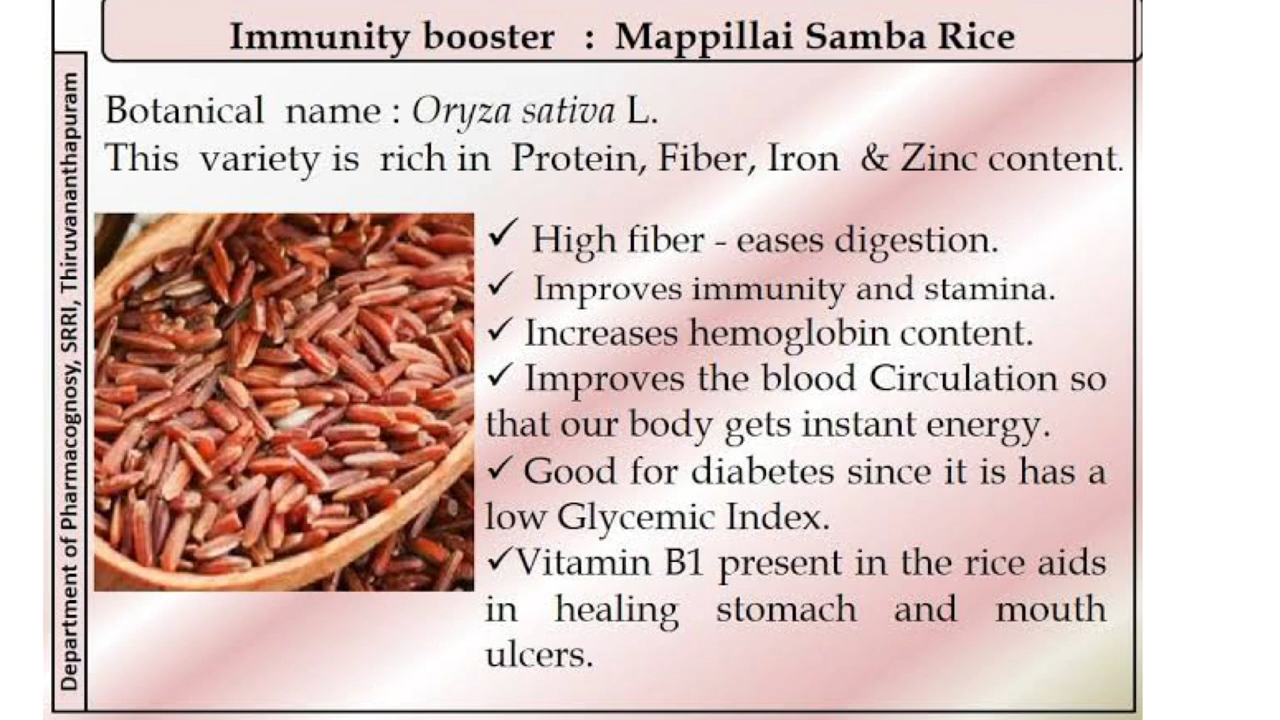 Immunity booster : Mappillai Samba Rice
Department of Pharmacognosy, SRRI, Thiruvananthapuram
Botanical name : Oryza sativa L.
This variety is rich in Protein, Fiber, Iron & Zinc content.
✓ High fiber - eases digestion.
✓ Improves immunity and stamina.
✓ Increases hemoglobin content.
✓ Improves the blood Circulation so
that our body gets instant energy.
✓ Good for diabetes since it is has a
low Glycemic Index.
✓Vitamin B1 present in the rice aids
in healing stomach and mouth
ulcers.